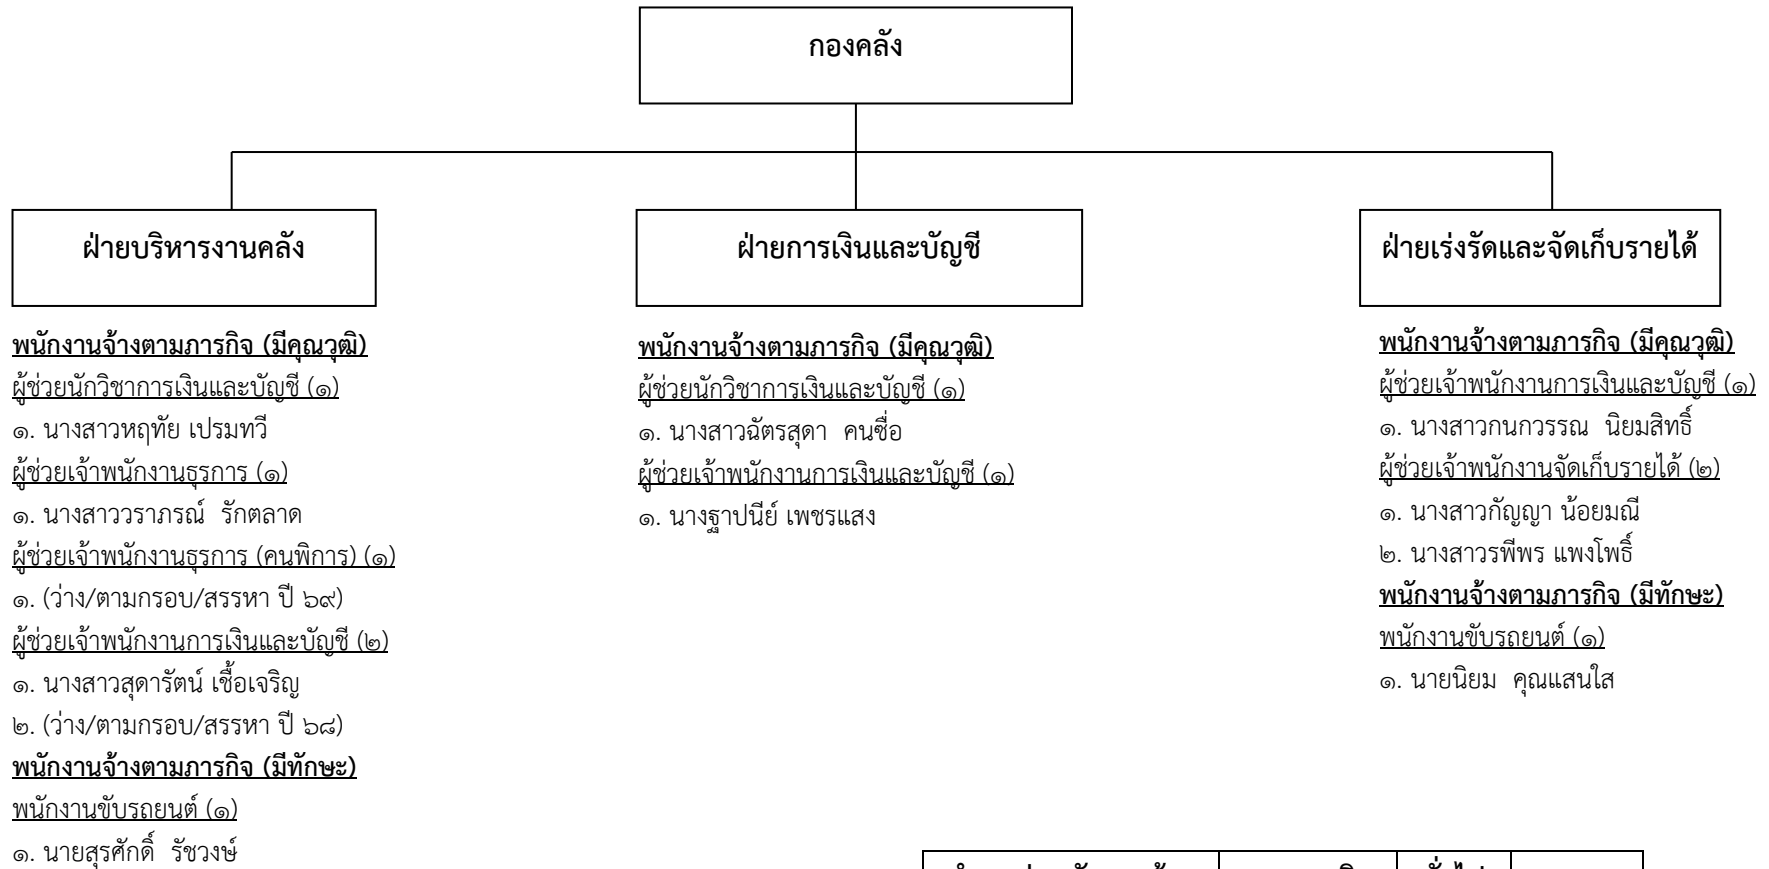 กองคลัง
ฝ่ายบริหารงานคลัง
พนักงานจ้างตามภารกิจ (มีคุณวุฒิ)
ผู้ช่วยนักวิชาการเงินและบัญชี (๑)
๑. นางสาวหฤทัย เปรมทวี
ผู้ช่วยเจ้าพนักงานธุรการ (๑)
๑. นางสาววราภรณ์ รักตลาด
ผู้ช่วยเจ้าพนักงานธุรการ (คนพิการ) (๑)
๑. (ว่าง/ตามกรอบ/สรรหา ปี ๖๙)
ผู้ช่วยเจ้าพนักงานการเงินและบัญชี (๒)
๑. นางสาวสุดารัตน์ เชื้อเจริญ
๒. (ว่าง/ตามกรอบ/สรรหา ปี ๖๘)
พนักงานจ้างตามภารกิจ (มีทักษะ)
พนักงานขับรถยนต์ (๑)
๑. นายสุรศักดิ์ รัชวงษ์
ฝ่ายการเงินและบัญชี
พนักงานจ้างตามภารกิจ (มีคุณวุฒิ)
ผู้ช่วยนักวิชาการเงินและบัญชี (๑)
๑. นางสาวฉัตรสุดา คนซื่อ
ผู้ช่วยเจ้าพนักงานการเงินและบัญชี (๑)
๑. นางฐาปนีย์ เพชรแสง
ฝ่ายเร่งรัดและจัดเก็บรายได้
พนักงานจ้างตามภารกิจ (มีคุณวุฒิ)
ผู้ช่วยเจ้าพนักงานการเงินและบัญชี (๑)
๑. นางสาวกนกวรรณ นิยมสิทธิ์
ผู้ช่วยเจ้าพนักงานจัดเก็บรายได้ (๒)
๑. นางสาวกัญญา น้อยมณี
๒. นางสาวรพีพร แพงโพธิ์
พนักงานจ้างตามภารกิจ (มีทักษะ)
พนักงานขับรถยนต์ (๑)
๑. นายนิยม คุณแสนใส